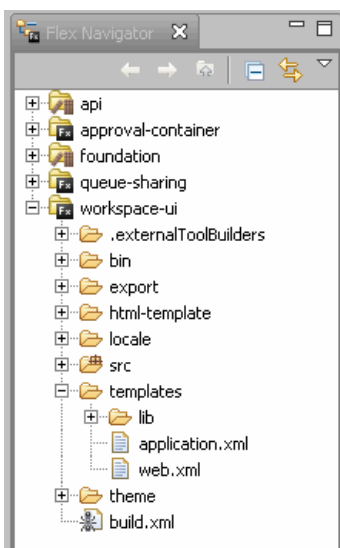 Flex Navigator
api
approval-container
foundation
queue-sharing
workspace-ui
.externalToolBuilders
bin
export
html-template
locale
src
templates
lib
application.xml
web.xml
theme
build.xml